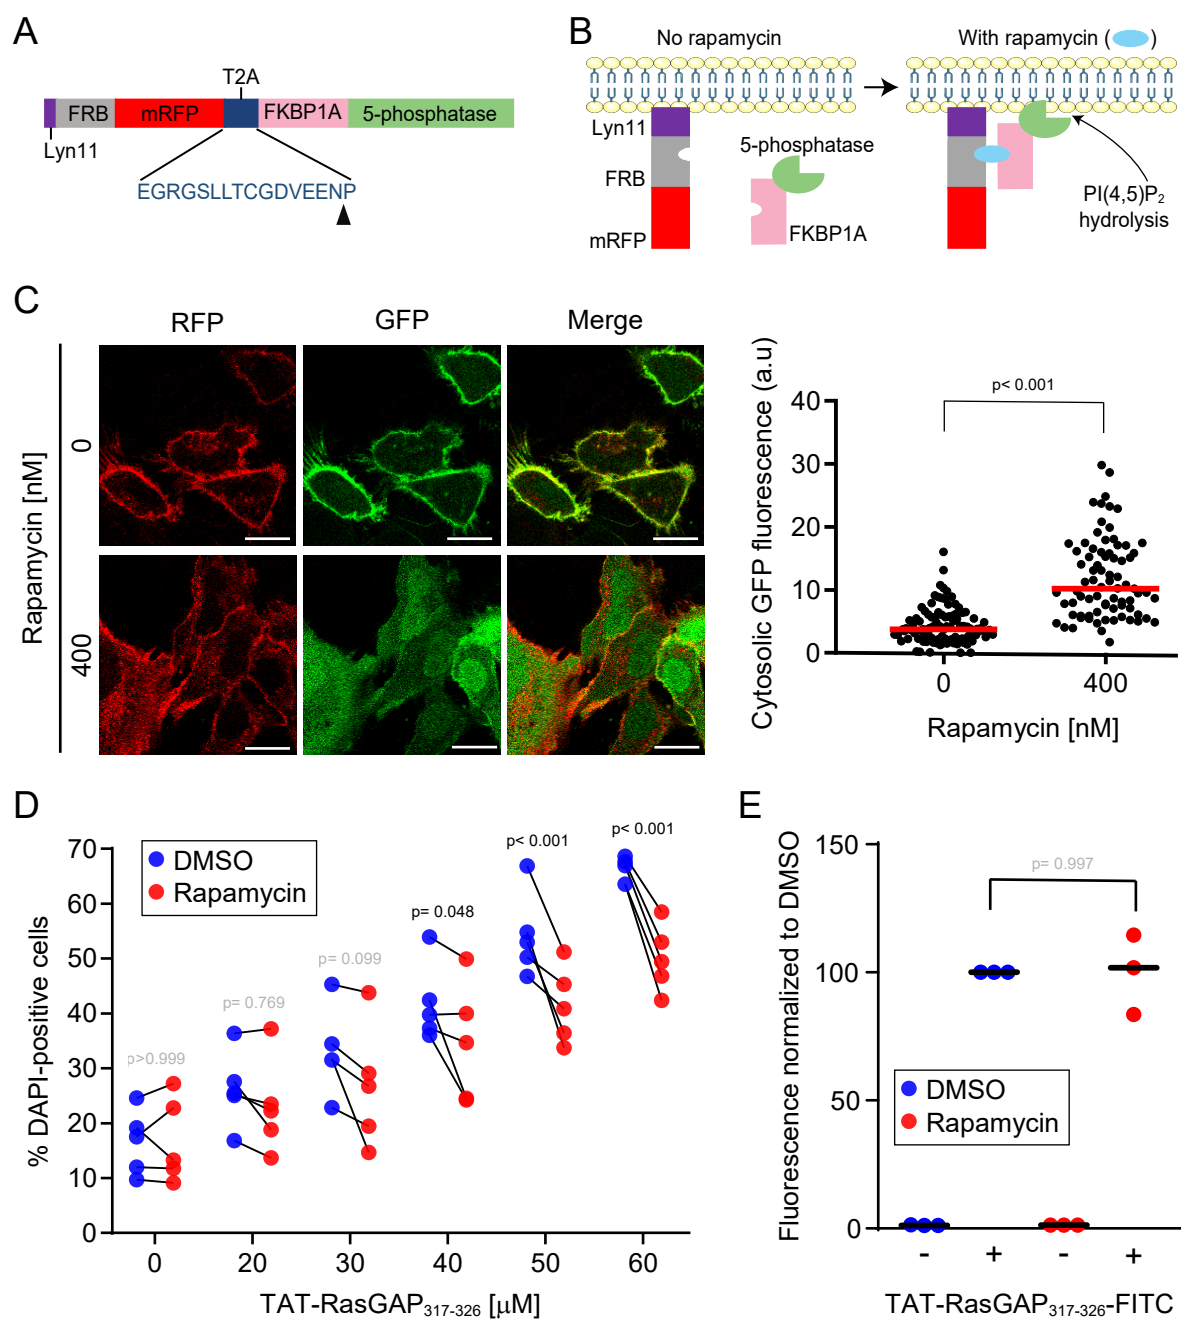 A
T2A
FRB
mRFP
FKBP1A
5-phosphatase
Lyn11
EGRGSLLTCGDVEENP
B
No rapamycin
With rapamycin ( )
Lyn11
FRB
mRFP
5-phosphatase
FKBP1A
PI(4,5)P₂
hydrolysis
C
RFP
GFP
Merge
Rapamycin [nM]
0
400
Cytosolic GFP fluorescence (a.u)
p< 0.001
40
30
20
10
0
0
400
Rapamycin [nM]
D
% DAPI-positive cells
70
60
50
40
30
20
10
0
DMSO
Rapamycin
p>0.999
p= 0.769
p= 0.099
p= 0.048
p< 0.001
p< 0.001
0
20
30
40
50
60
TAT-RasGAP₃₁₇₋₃₂₆ [µM]
E
Fluorescence normalized to DMSO
150
100
50
0
p= 0.997
DMSO
Rapamycin
-
+
-
+
TAT-RasGAP₃₁₇₋₃₂₆-FITC